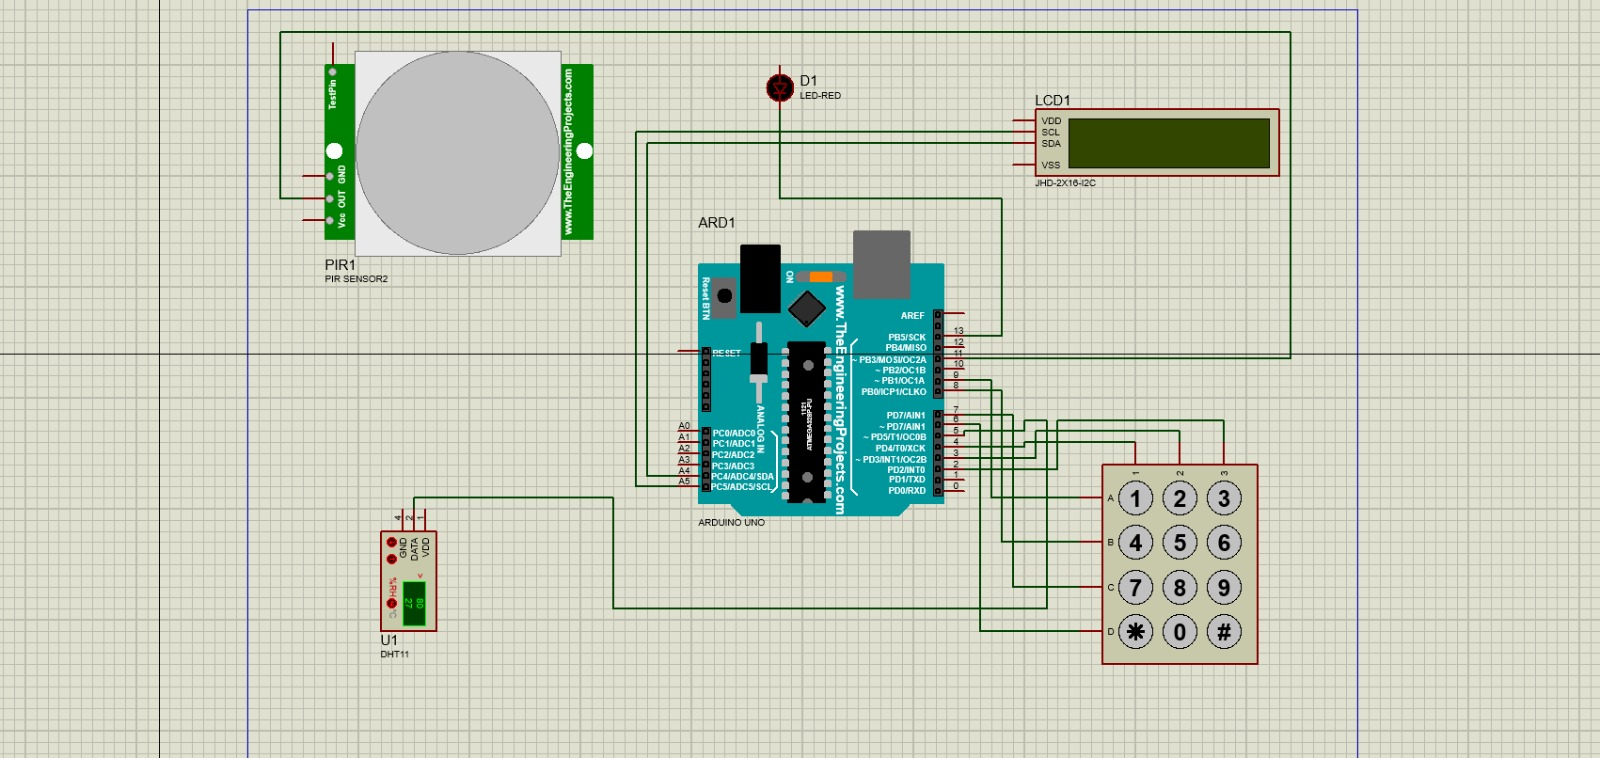 TestPin
GND
OUT
Vcc
www.TheEngineeringProjects.com
PIR1
PIR SENSOR2
D1
LED-RED
LCD1
VDD
SCL
SDA
VSS
JHD-2X16-I2C
ARD1
Reset BTN
ON
www.TheEngineeringProjects.com
RESET
ANALOG IN
1121
ATMEGA328P-PU
AREF
PB5/SCK 13
PB4/MISO 12
~ PB3/MOSI/OC2A 11
~ PB2/OC1B 10
~ PB1/OC1A 9
PB0/ICP1/CLKO 8
PD7/AIN1 7
~ PD7/AIN1 6
~ PD5/T1/OC0B 5
PD4/T0/XCK 4
~ PD3/INT1/OC2B 3
PD2/INT0 2
PD1/TXD 1
PD0/RXD 0
A0 PC0/ADC0
A1 PC1/ADC1
A2 PC2/ADC2
A3 PC3/ADC3
A4 PC4/ADC4/SDA
A5 PC5/ADC5/SCL
ARDUINO UNO
4 2 1
GND
DATA
VDD
>
%RH
°C
80
27
U1
DHT11
1 2 3
A 1 2 3
B 4 5 6
C 7 8 9
D * 0 #